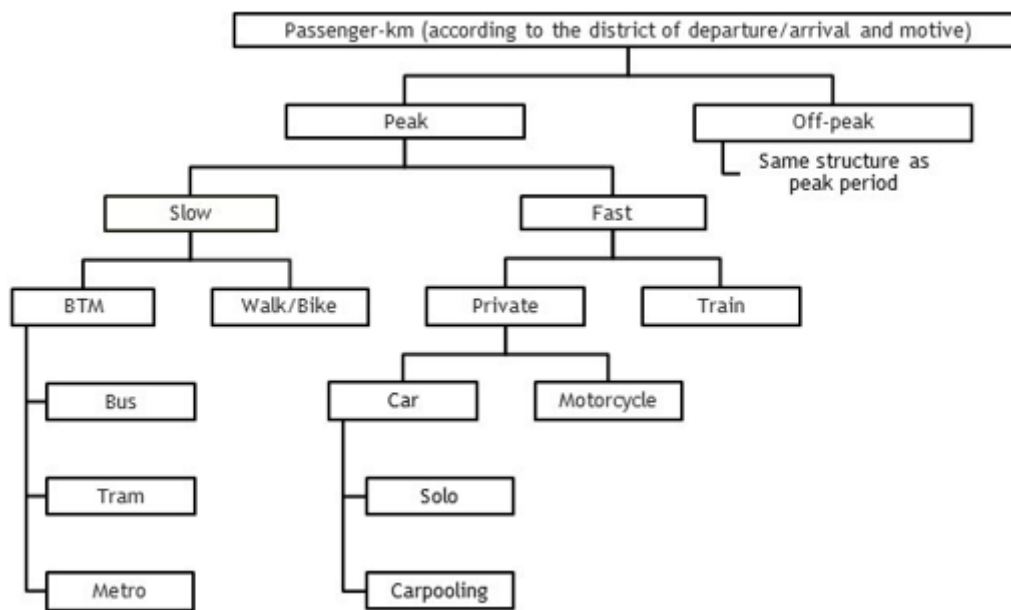 Passenger-km (according to the district of departure/arrival and motive)
Peak
Off-peak
Same structure as
peak period
Slow
Fast
BTM
Walk/Bike
Private
Train
Bus
Car
Motorcycle
Tram
Solo
Metro
Carpooling